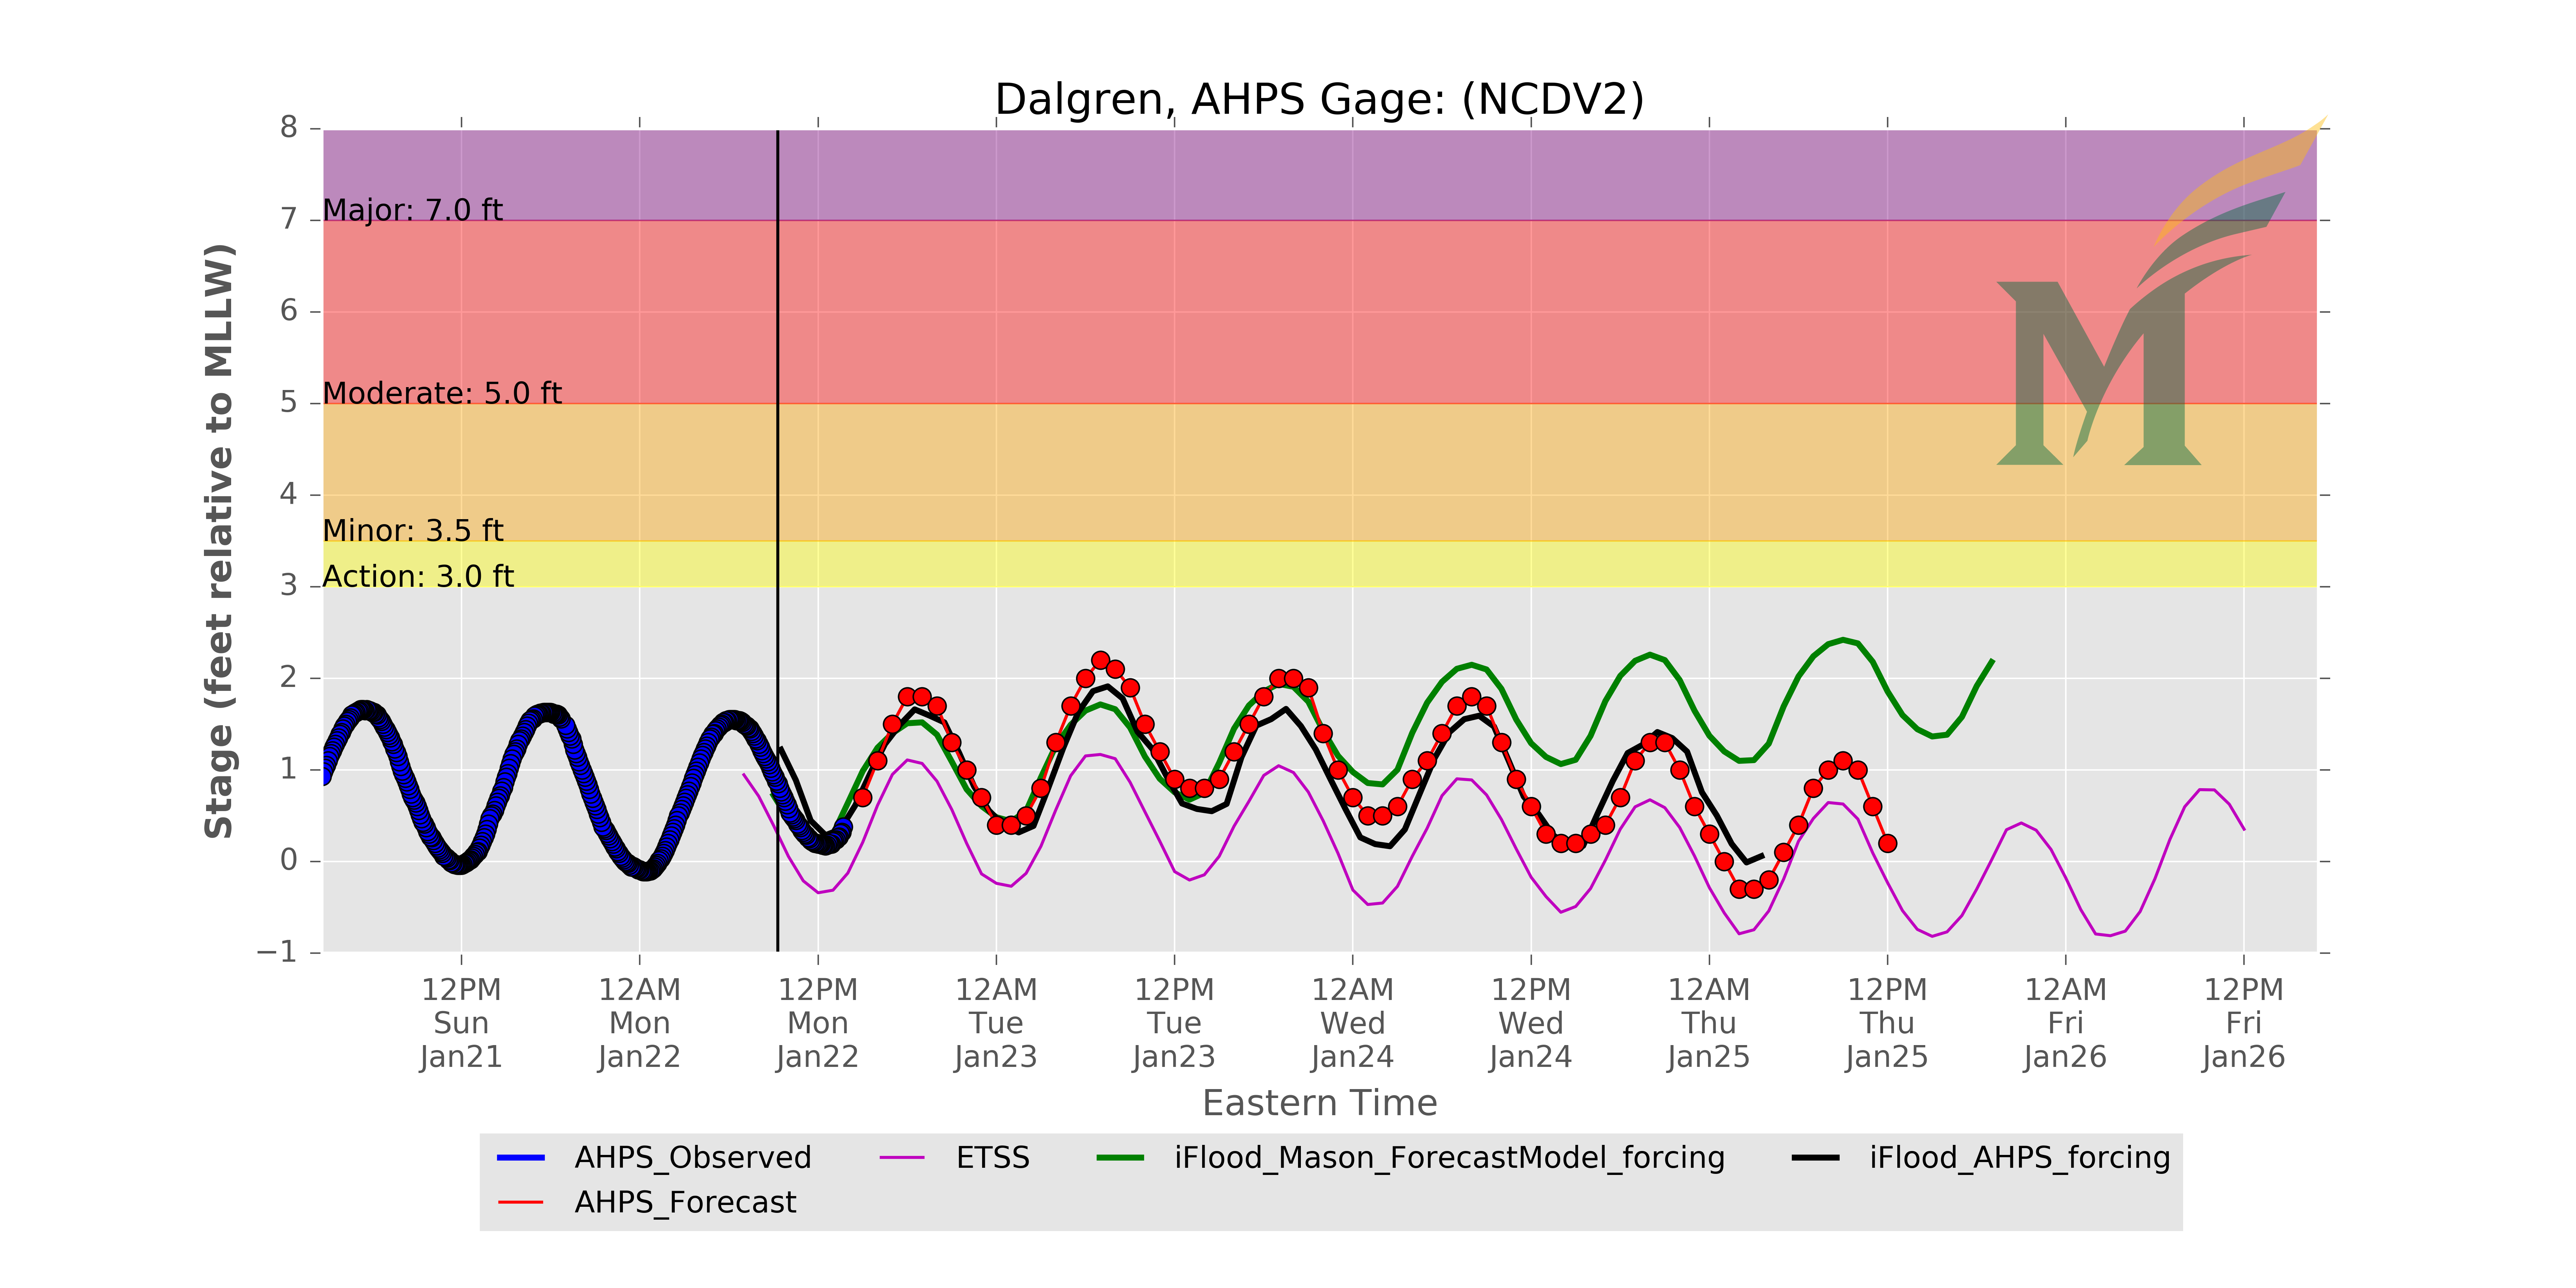 Dalgren, AHPS Gage: (NCDV2)
8
7
6
5
4
3
2
1
0
−1
Stage (feet relative to MLLW)
Major: 7.0 ft
Moderate: 5.0 ft
Minor: 3.5 ft
Action: 3.0 ft
M
12PM 12AM 12PM 12AM 12PM 12AM 12PM 12AM 12PM 12AM 12PM
Sun Mon Mon Tue Tue Wed Wed Thu Thu Fri Fri
Jan21 Jan22 Jan22 Jan23 Jan23 Jan24 Jan24 Jan25 Jan25 Jan26 Jan26
Eastern Time
AHPS_Observed ETSS iFlood_Mason_ForecastModel_forcing iFlood_AHPS_forcing
AHPS_Forecast